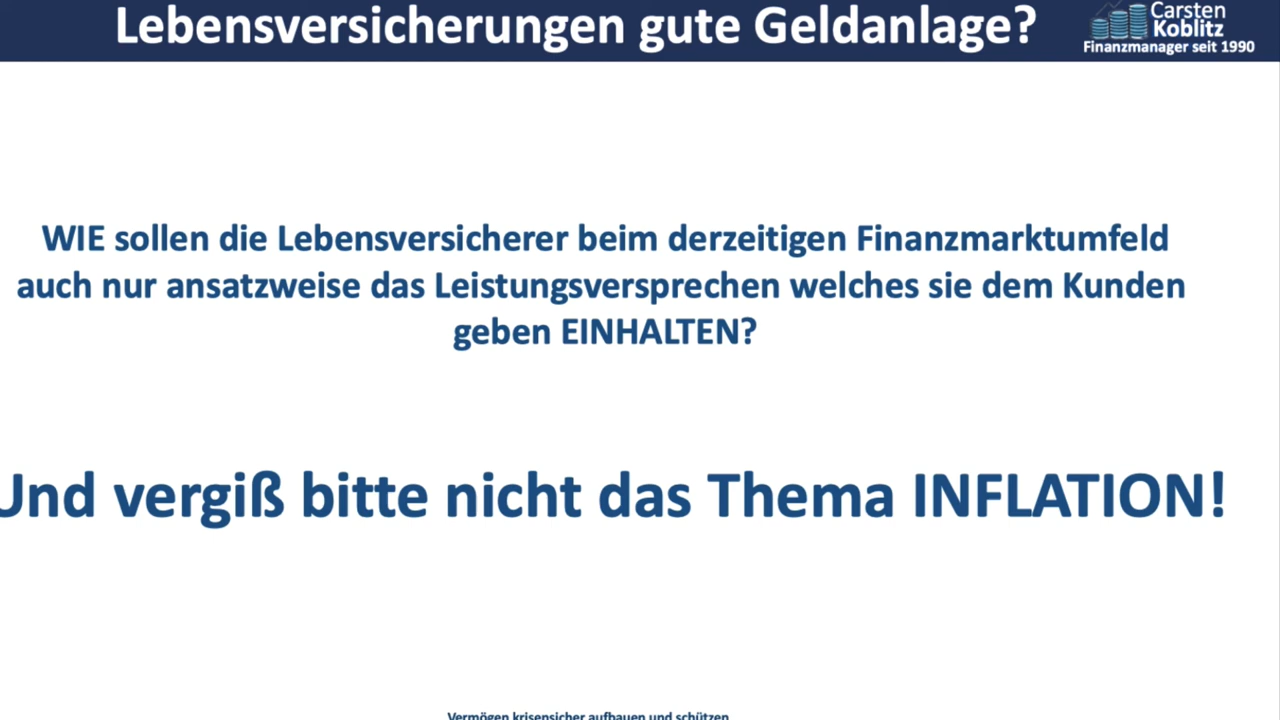 Lebensversicherungen gute Geldanlage?
Carsten
Koblitz
Finanzmanager seit 1990
WIE sollen die Lebensversicherer beim derzeitigen Finanzmarktumfeld
auch nur ansatzweise das Leistungsversprechen welches sie dem Kunden
geben EINHALTEN?
Und vergiß bitte nicht das Thema INFLATION!
Vermögen krisensicher aufbauen und schützen